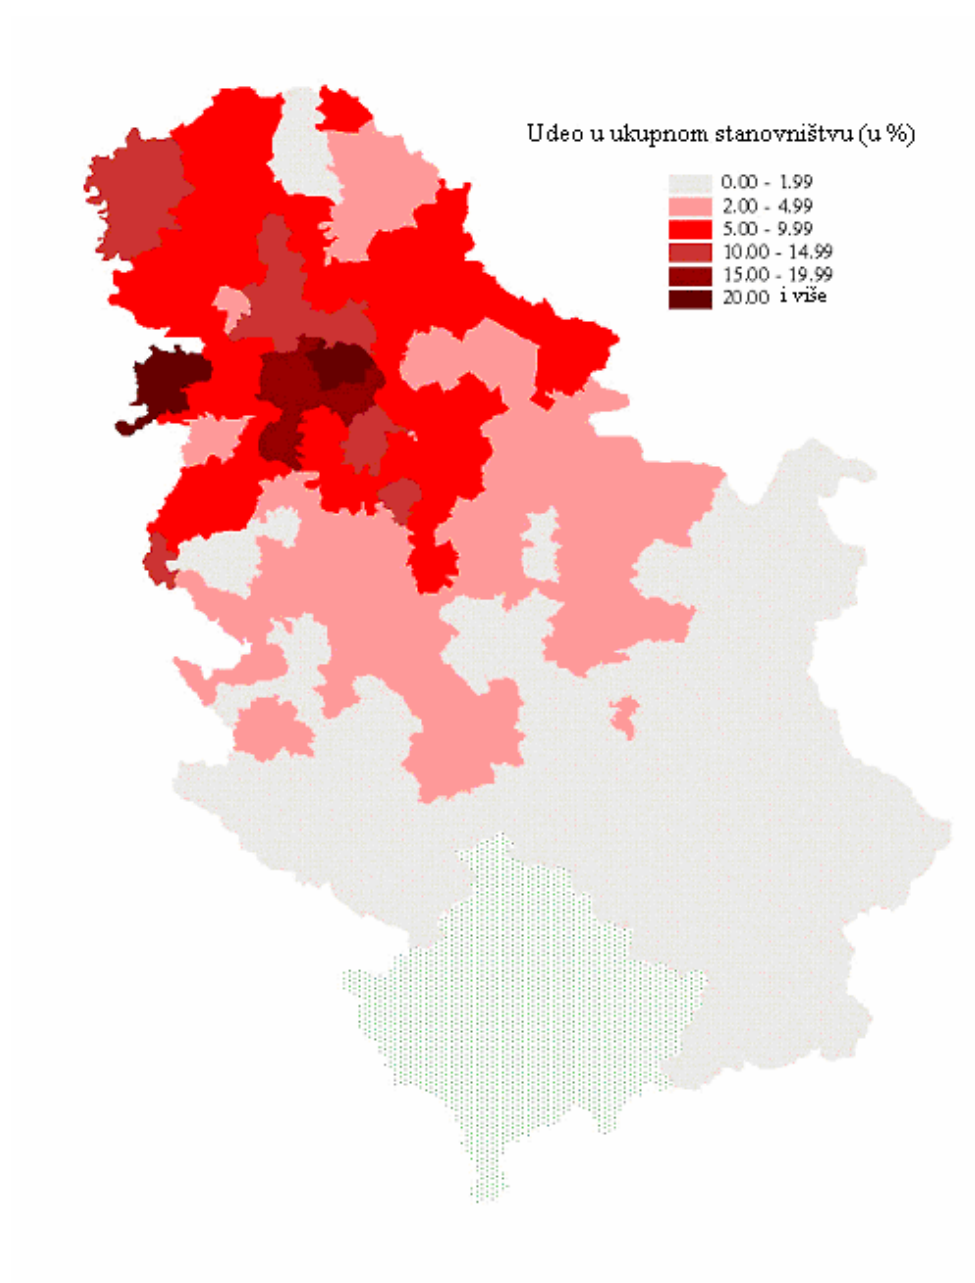 Udeo u ukupnom stanovništvu (u %)
0.00 - 1.99
2.00 - 4.99
5.00 - 9.99
10.00 - 14.99
15.00 - 19.99
20.00 i više